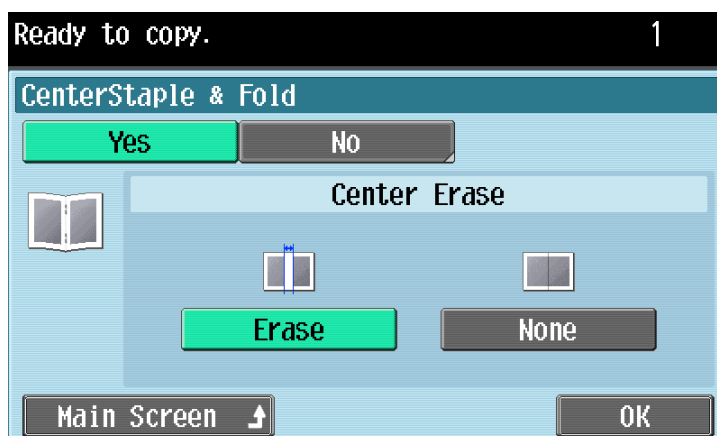 Ready to copy. 1
CenterStaple & Fold
Yes No
Center Erase
Erase None
Main Screen OK